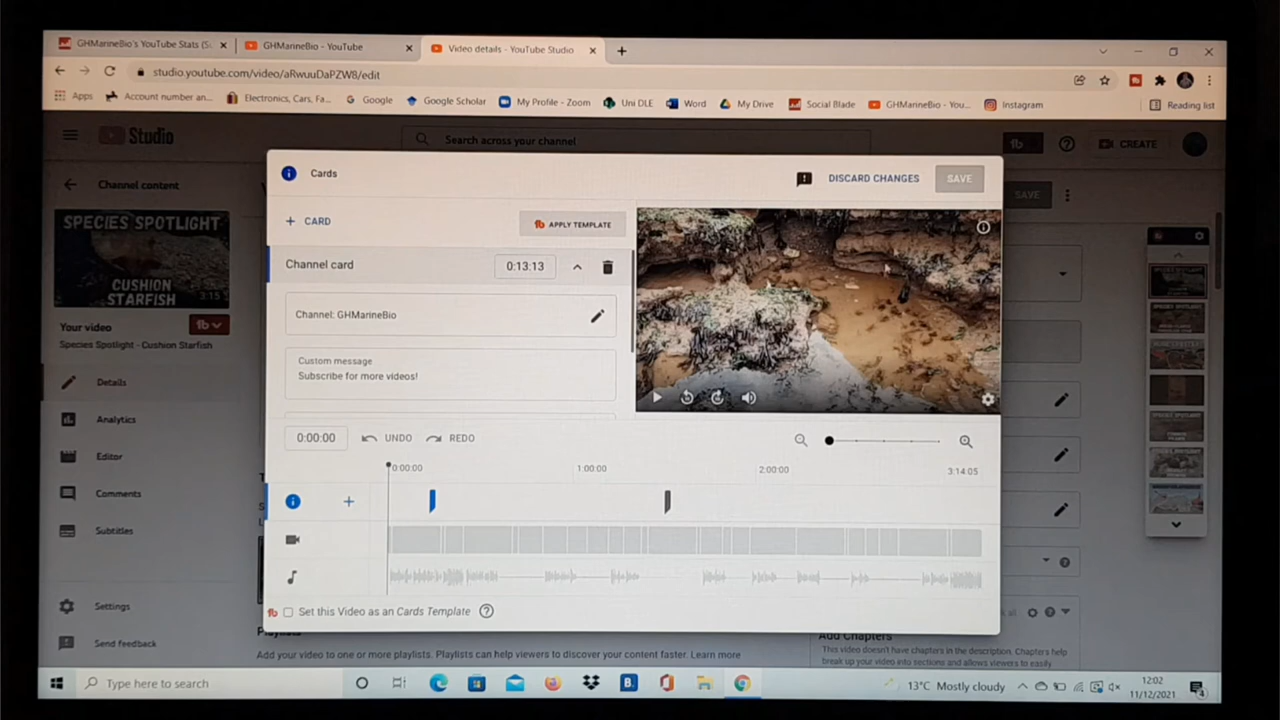 GHMarineBio's YouTube Stats (S
GHMarineBio - YouTube
Video details - YouTube Studio
studio.youtube.com/video/aRwuuDaPZW8/edit
Apps
Account number an...
Electronics, Cars, Fa...
Google
Google Scholar
My Profile - Zoom
Uni DLE
Word
My Drive
Social Blade
GHMarineBio - You...
Instagram
Reading list
Studio
Search across your channel
CREATE
Channel content
SPECIES SPOTLIGHT
CUSHION
STARFISH
3:15
Your video
Species Spotlight - Cushion Starfish
Details
Analytics
Editor
Comments
Subtitles
Settings
Send feedback
SAVE
Cards
DISCARD CHANGES
SAVE
+ CARD
APPLY TEMPLATE
Channel card
0:13:13
Channel: GHMarineBio
Custom message
Subscribe for more videos!
0:00:00
UNDO
REDO
0:00:00
1:00:00
2:00:00
3:14:05
Set this Video as an Cards Template
Add your video to one or more playlists. Playlists can help viewers to discover your content faster. Learn more
Add Chapters
This video doesn't have chapters in the description. Chapters help
break up your video into sections and allows viewers to easily
Type here to search
13°C Mostly cloudy
12:02
11/12/2021